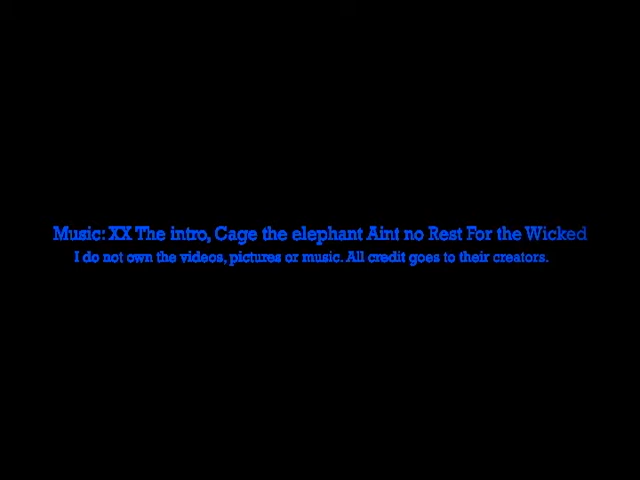 Music: XX The intro, Cage the elephant Aint no Rest For the Wicked
I do not own the videos, pictures or music. All credit goes to their creators.